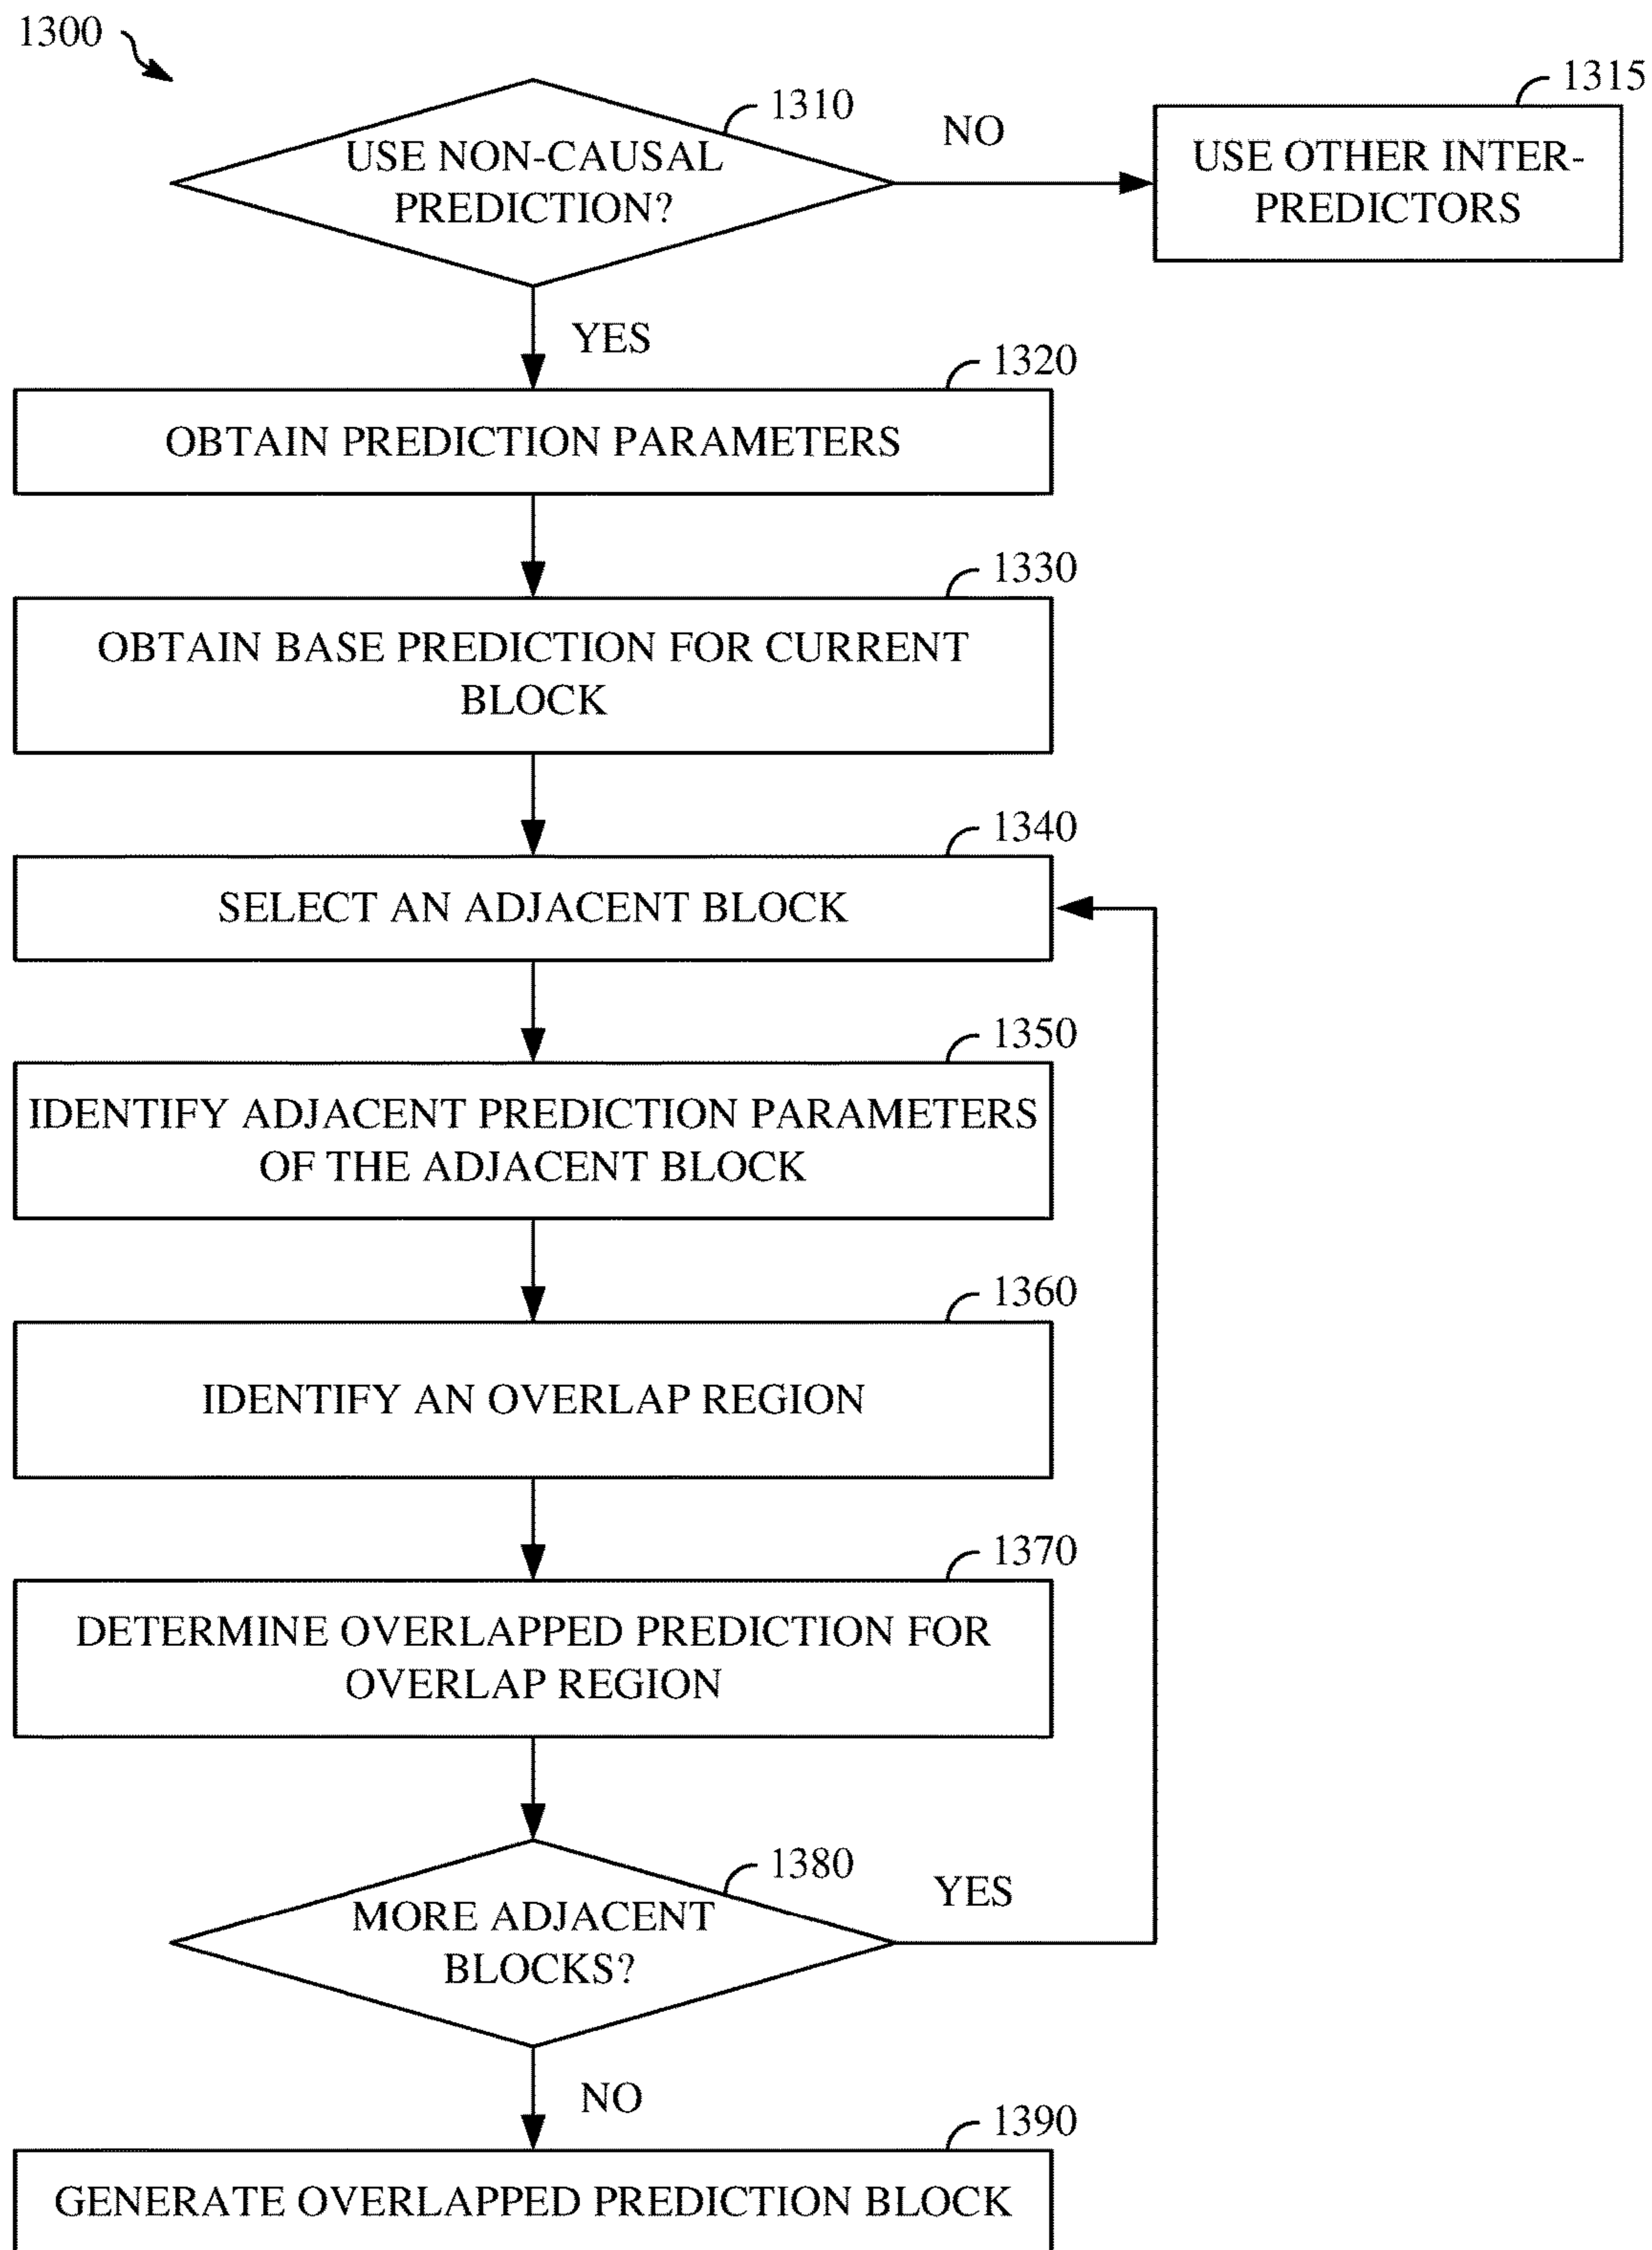 1300
1310
USE NON-CAUSAL
PREDICTION?
NO
1315
USE OTHER INTER-
PREDICTORS
YES
1320
OBTAIN PREDICTION PARAMETERS
1330
OBTAIN BASE PREDICTION FOR CURRENT
BLOCK
1340
SELECT AN ADJACENT BLOCK
1350
IDENTIFY ADJACENT PREDICTION PARAMETERS
OF THE ADJACENT BLOCK
1360
IDENTIFY AN OVERLAP REGION
1370
DETERMINE OVERLAPPED PREDICTION FOR
OVERLAP REGION
1380
MORE ADJACENT
BLOCKS?
YES
NO
1390
GENERATE OVERLAPPED PREDICTION BLOCK